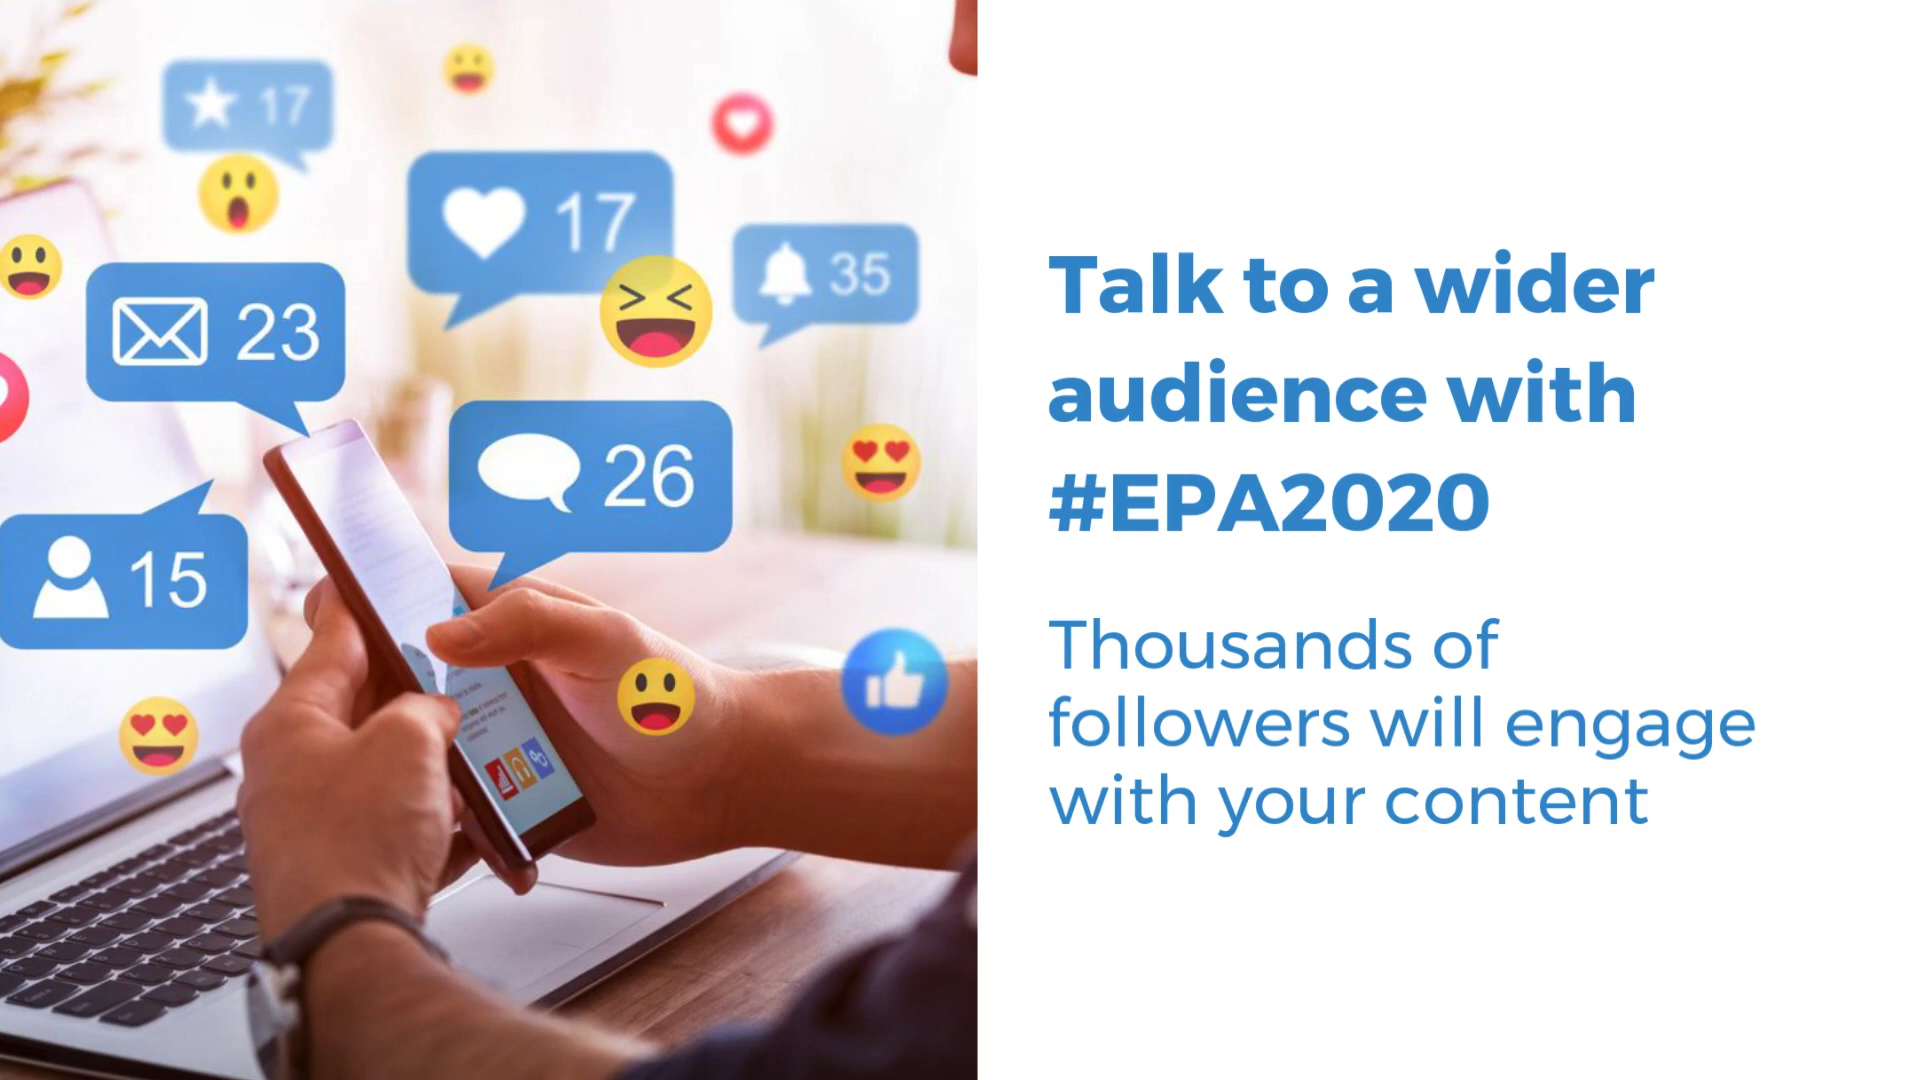 17
17
35
23
26
15
Talk to a wider
audience with
#EPA2020
Thousands of
followers will engage
with your content